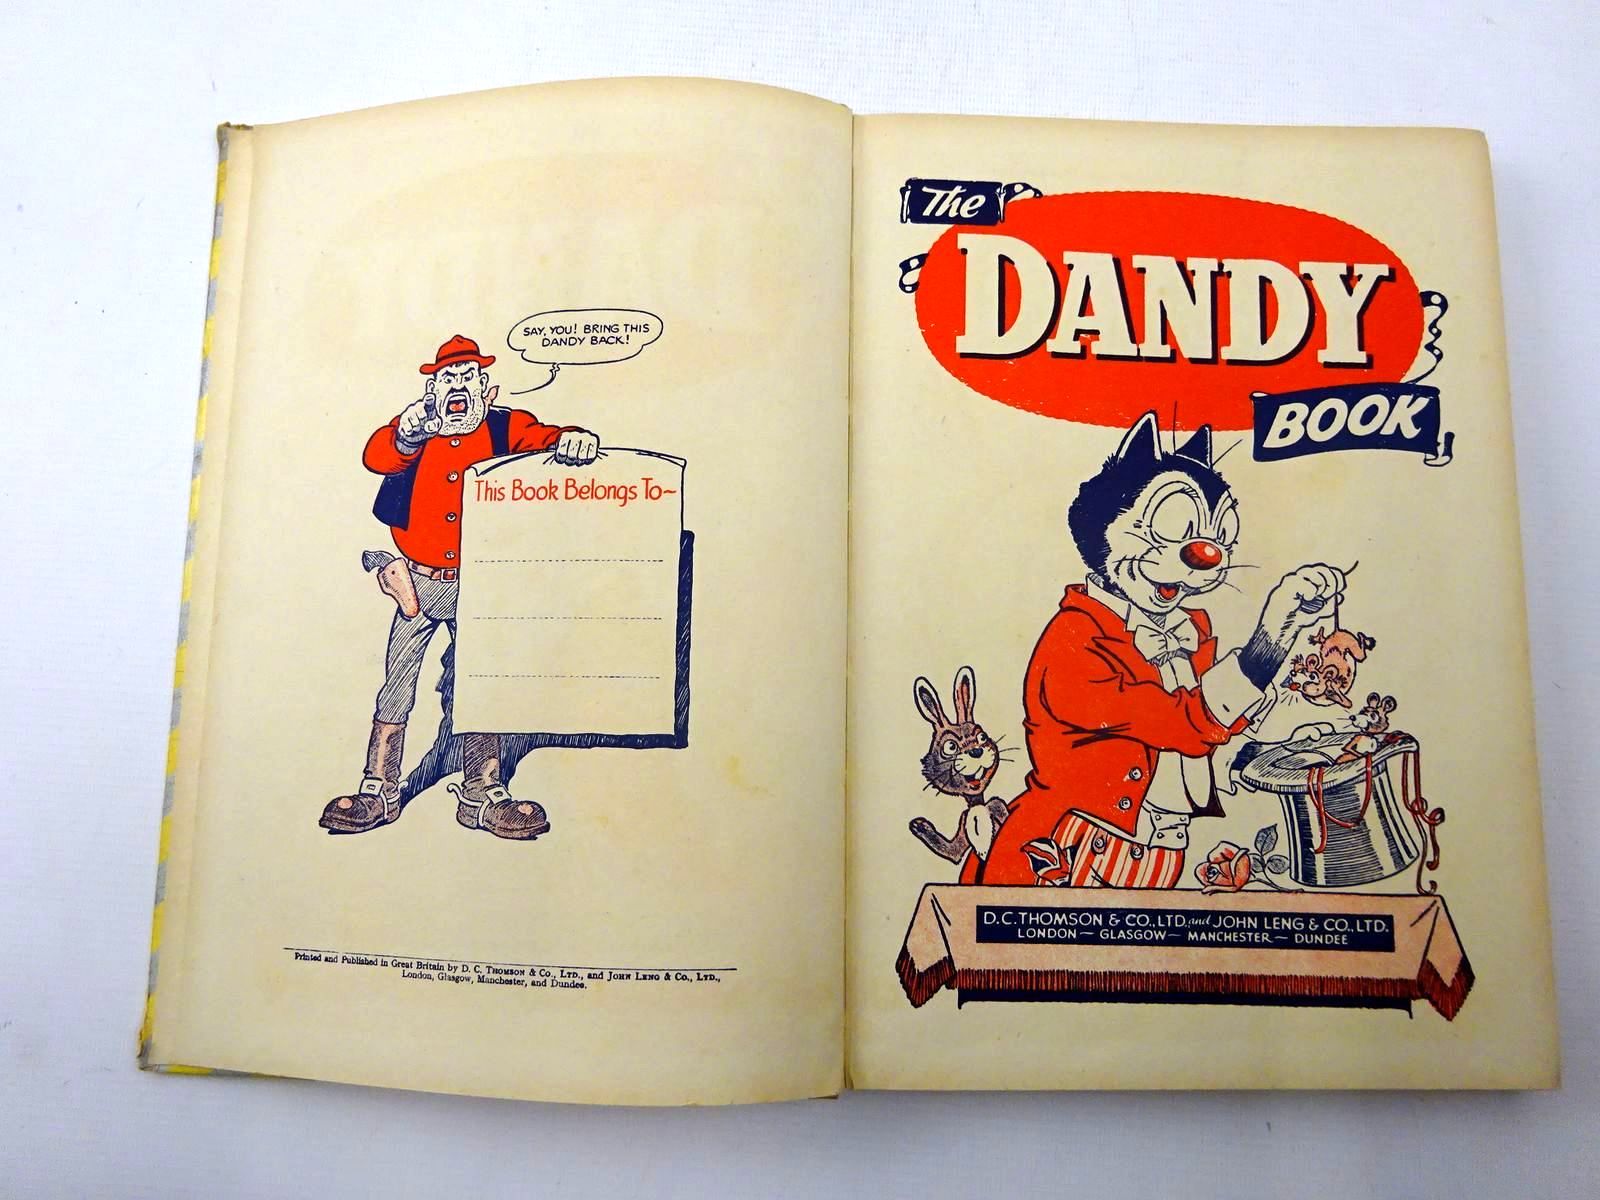 SAY, YOU! BRING THIS
DANDY BACK!
This Book Belongs To~
Printed and Published in Great Britain by D. C. THOMSON & Co., LTD., and JOHN LENG & Co., LTD.,
London, Glasgow, Manchester, and Dundee.
The
DANDY
BOOK
D.C. THOMSON & CO., LTD. and JOHN LENG & CO., LTD.
LONDON ~ GLASGOW ~ MANCHESTER ~ DUNDEE